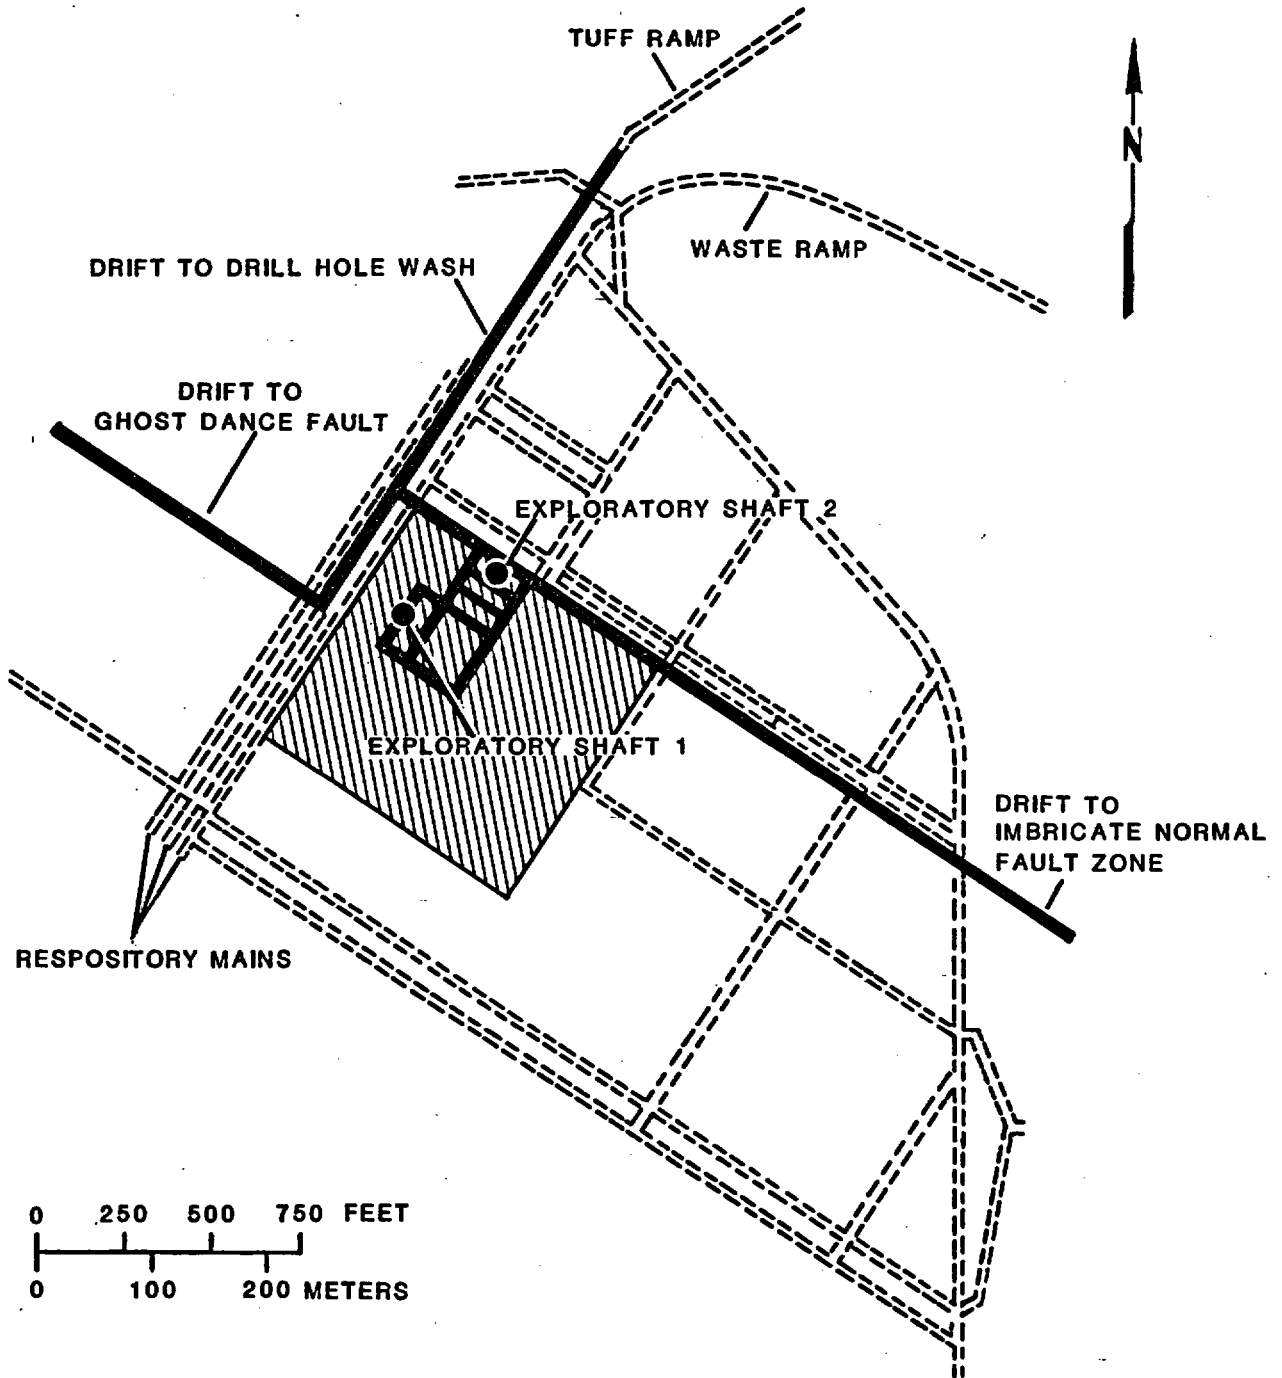 TUFF RAMP
N
WASTE RAMP
DRIFT TO DRILL HOLE WASH
DRIFT TO
GHOST DANCE FAULT
EXPLORATORY SHAFT 2
EXPLORATORY SHAFT 1
DRIFT TO
IMBRICATE NORMAL
FAULT ZONE
RESPOSITORY MAINS
0 250 500 750 FEET
0 100 200 METERS